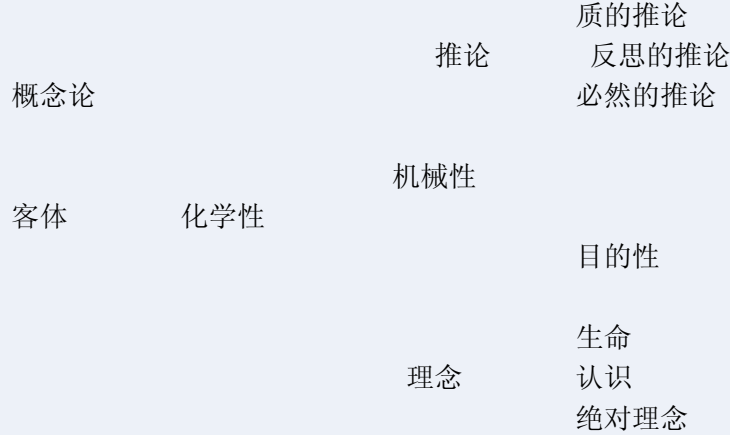 质的推论
推论 反思的推论
概念论 必然的推论
机械性
客体 化学性
目的性
生命
理念 认识
绝对理念